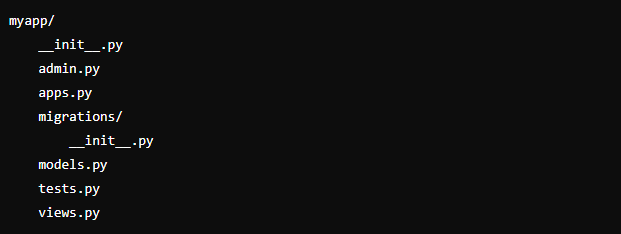 myapp/
    __init__.py
    admin.py
    apps.py
    migrations/
        __init__.py
    models.py
    tests.py
    views.py